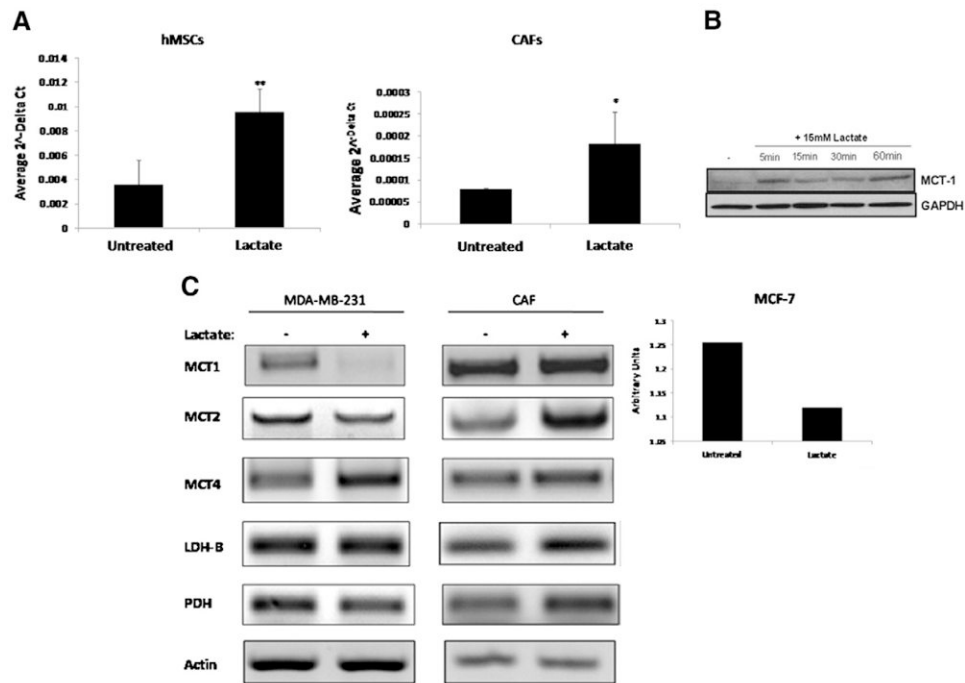 A
hMSCs
Average 2^-Delta Ct
0.014
0.012
0.01
0.008
0.006
0.004
0.002
0
Untreated
Lactate
**
CAFs
Average 2^-Delta Ct
0.0003
0.00025
0.0002
0.00015
0.0001
0.00005
0
Untreated
Lactate
*
B
+ 15mM Lactate
- 5min 15min 30min 60min
MCT-1
GAPDH
C
MDA-MB-231
CAF
Lactate: - + - +
MCT1
MCT2
MCT4
LDH-B
PDH
Actin
MCF-7
Arbitrary Units
1.3
1.25
1.2
1.15
1.1
1.05
Untreated
Lactate